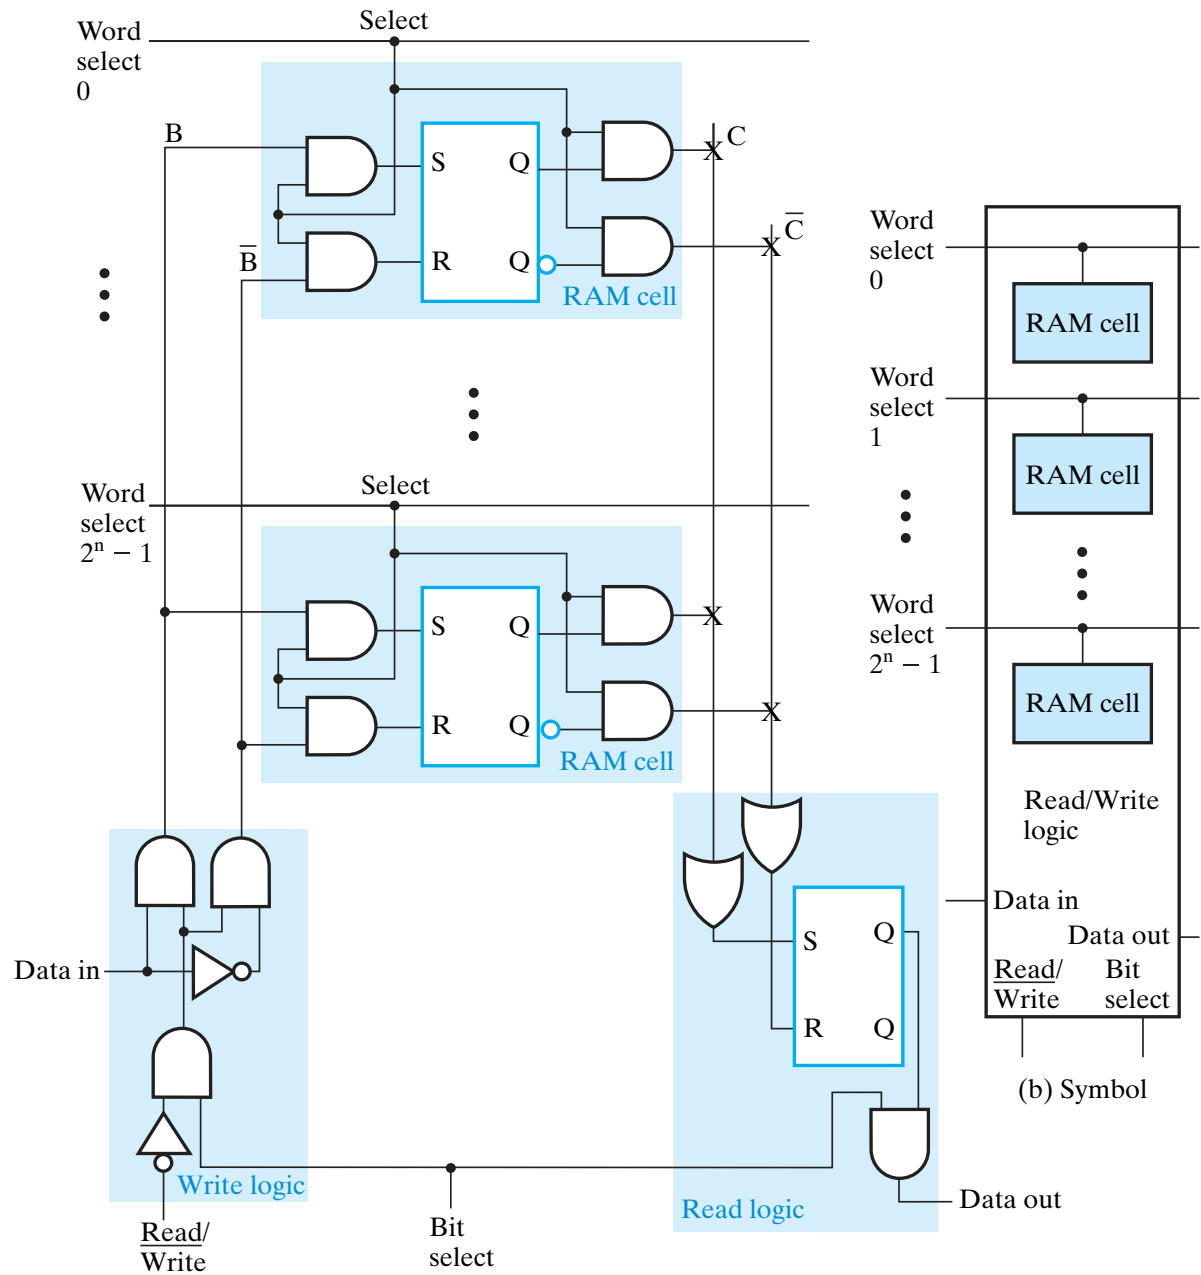 Select
Word
select
0
B
C
S
Q
B̅
C̅
R
Q
RAM cell
Select
Word
select
2ⁿ − 1
S
Q
R
Q
RAM cell
Data in
Write logic
Read/
Write
Bit
select
S
Q
R
Q
Read logic
Data out
Word
select
0
RAM cell
Word
select
1
RAM cell
Word
select
2ⁿ − 1
RAM cell
Read/Write
logic
Data in
Data out
Read/
Write
Bit
select
(b) Symbol